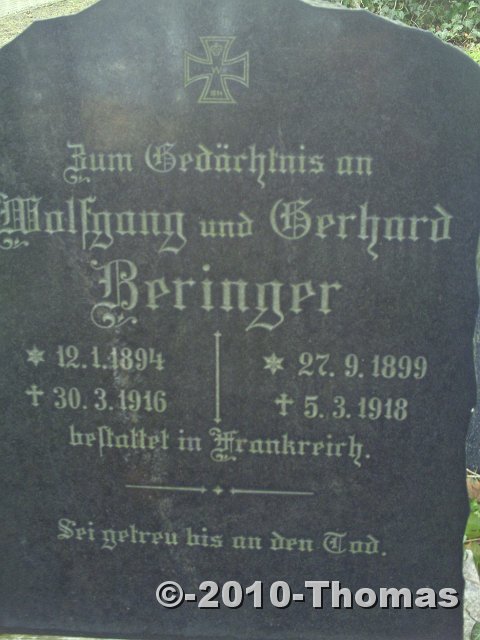 W
1914
Zum Gedächtnis an
Wolfgang und Gerhard
Beringer
* 12.1.1894 * 27.9.1899
✝ 30.3.1916 ✝ 5.3.1918
bestattet in Frankreich.
Sei getreu bis an den Tod.
©-2010-Thomas